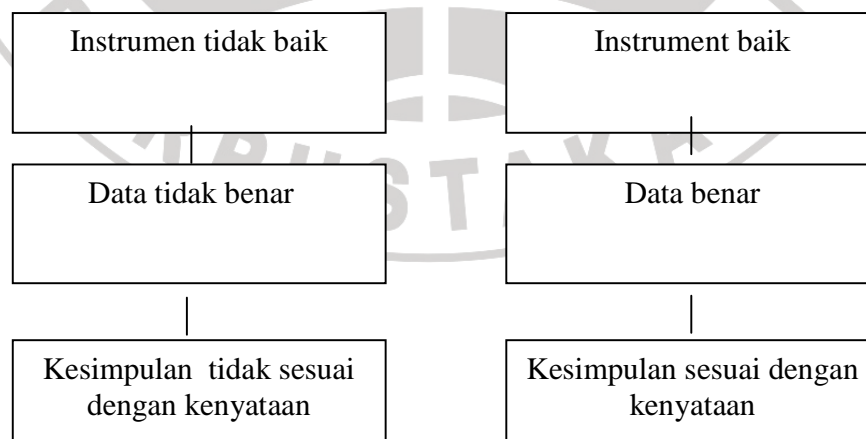 Instrumen tidak baik
Instrument baik
Data tidak benar
Data benar
Kesimpulan  tidak sesuai
dengan kenyataan
Kesimpulan sesuai dengan
kenyataan